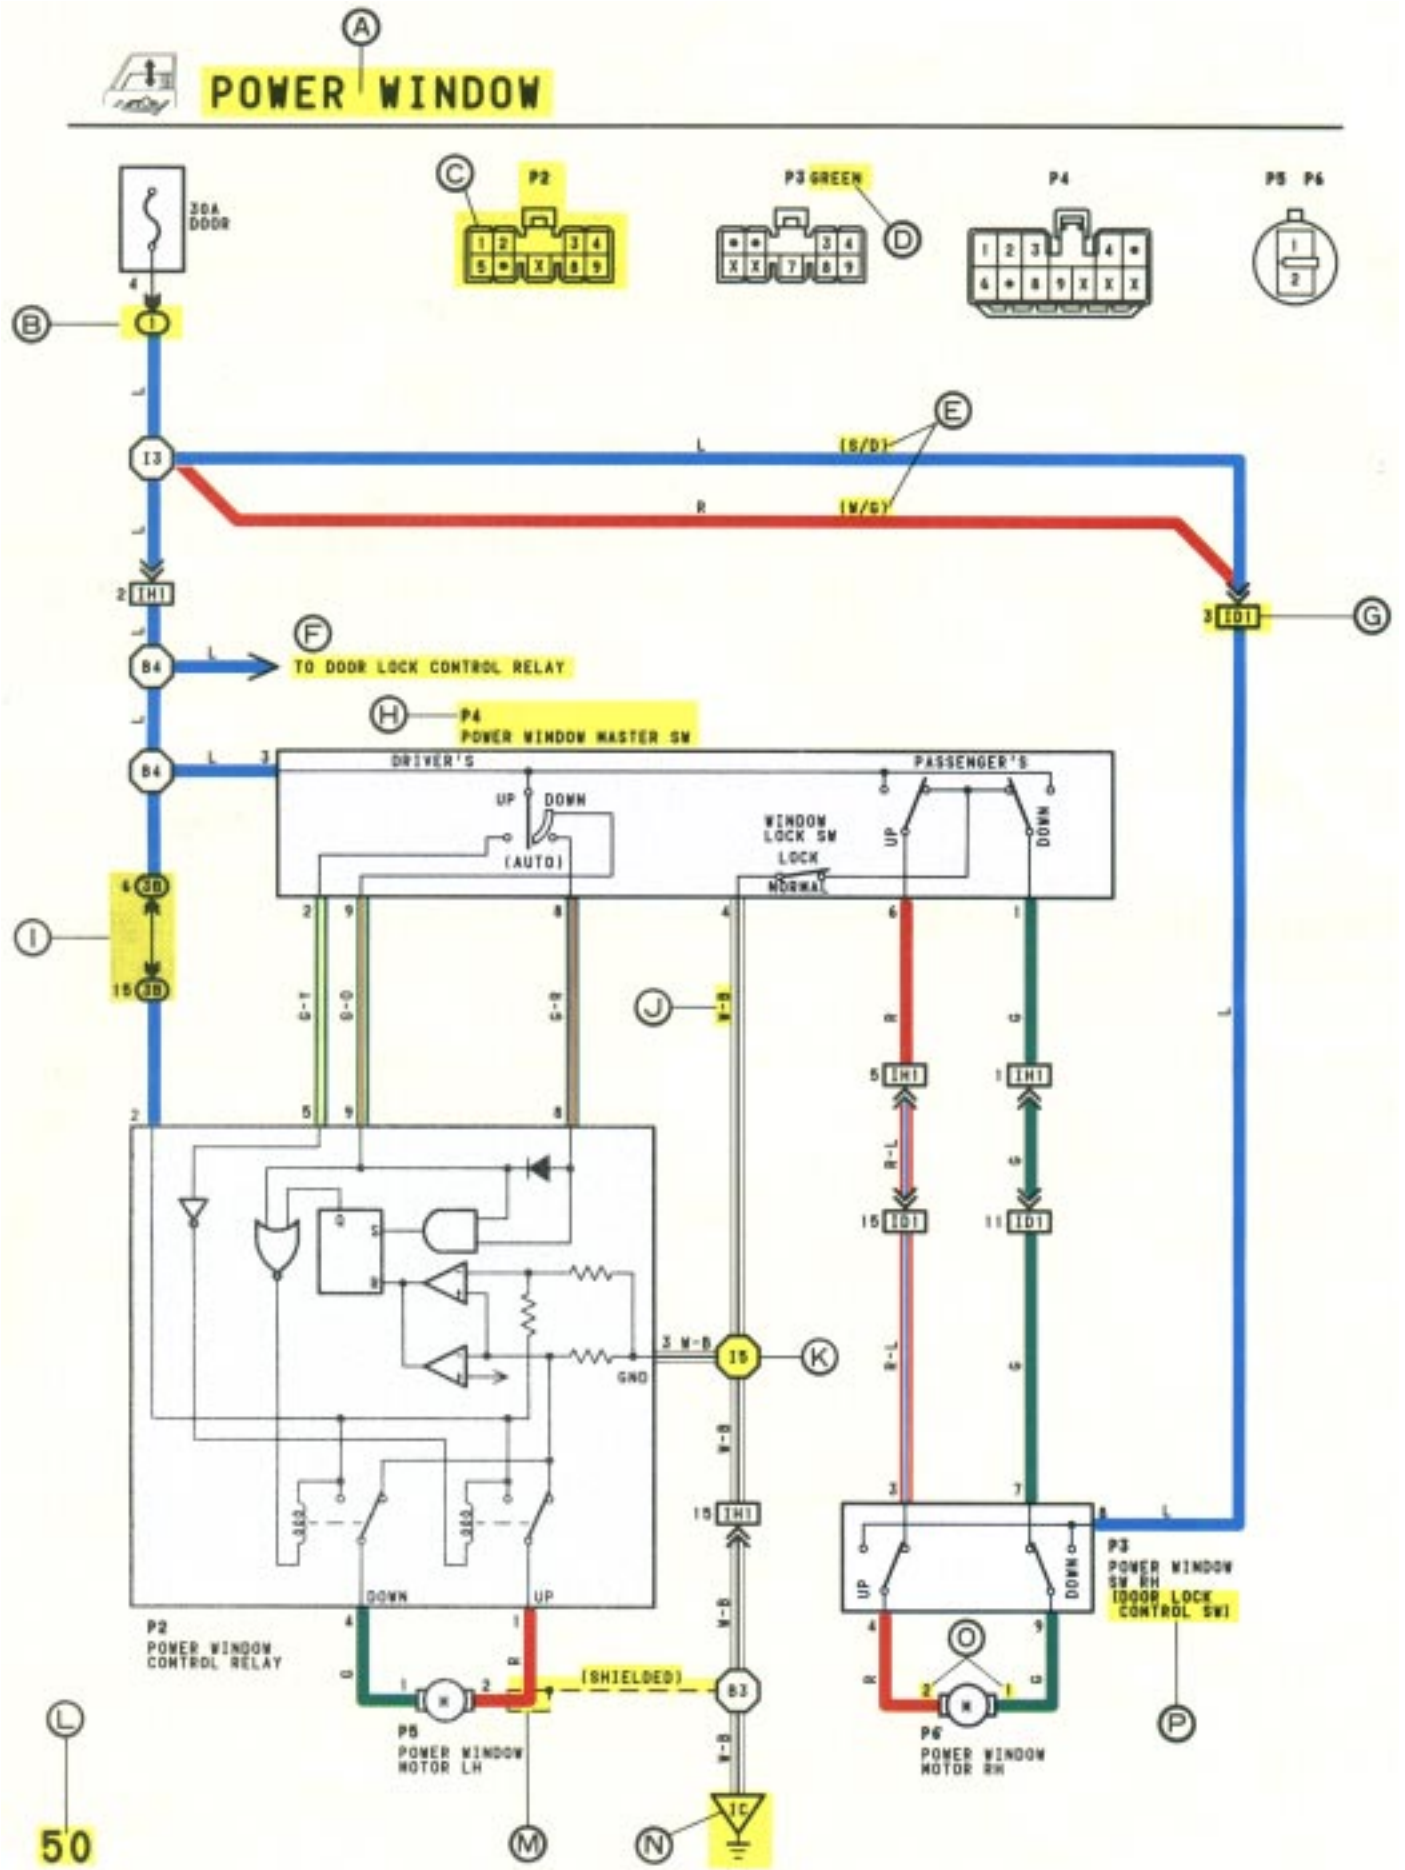 A
POWER WINDOW
30A
DOOR
4
C
P2
1 2 3 4
5 * X 8 9
P3 GREEN
* * 3 4
X X 7 8 9
D
P4
1 2 3 4 *
6 * 8 9 X X X
P5 P6
1
2
B
1
L
E
I3
L
(S/D)
R
(W/G)
L
2 IH1
3 ID1
G
L
F
B4
L
TO DOOR LOCK CONTROL RELAY
L
H
P4
POWER WINDOW MASTER SW
B4
L
3
DRIVER'S
PASSENGER'S
UP DOWN
WINDOW
LOCK SW
UP
DOWN
(AUTO)
LOCK
NORMAL
6 3B
2
9
8
4
6
1
I
15 3B
G-Y
G-O
G-R
J
W-B
R
G
L
5 IH1
1 IH1
2
5
9
8
R-L
G
15 ID1
11 ID1
Q
S
R
3 W-B
I5
K
GND
R-L
G
W-B
15 IH1
3
7
8
L
W-B
P3
POWER WINDOW
SW RH
[DOOR LOCK
CONTROL SW]
UP
DOWN
DOWN
UP
P2
POWER WINDOW
CONTROL RELAY
4
1
4
9
O
G
R
(SHIELDED)
B3
R
G
1
M
2
2
M
1
P5
POWER WINDOW
MOTOR LH
P6
POWER WINDOW
MOTOR RH
P
W-B
L
IC
M
N
50